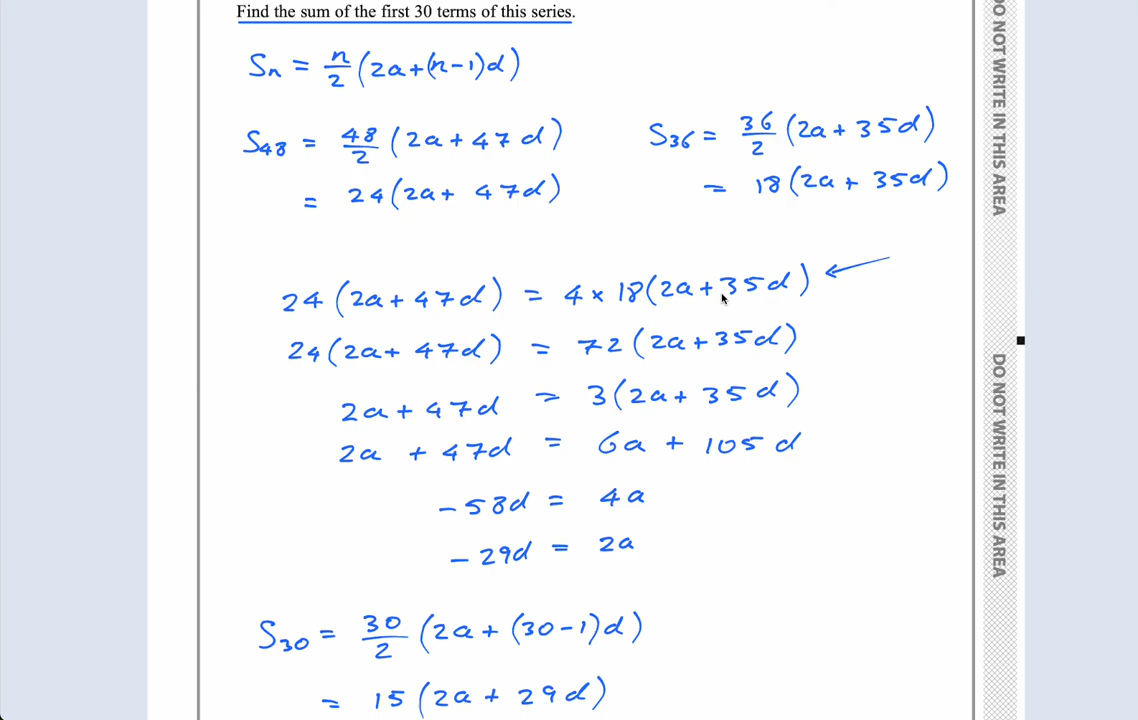 Find the sum of the first 30 terms of this series.
Sn = n/2 (2a+(n-1)d)
S48 = 48/2 (2a+47d)
= 24(2a+ 47d)
S36 = 36/2 (2a+35d)
= 18(2a+ 35d)
24(2a+47d) = 4×18(2a+35d)
24(2a+ 47d) = 72(2a+35d)
2a+47d = 3(2a+ 35d)
2a + 47d = 6a + 105d
-58d = 4a
-29d = 2a
S30 = 30/2 (2a+ (30-1)d)
= 15(2a + 29d)
DO NOT WRITE IN THIS AREA
DO NOT WRITE IN THIS AREA